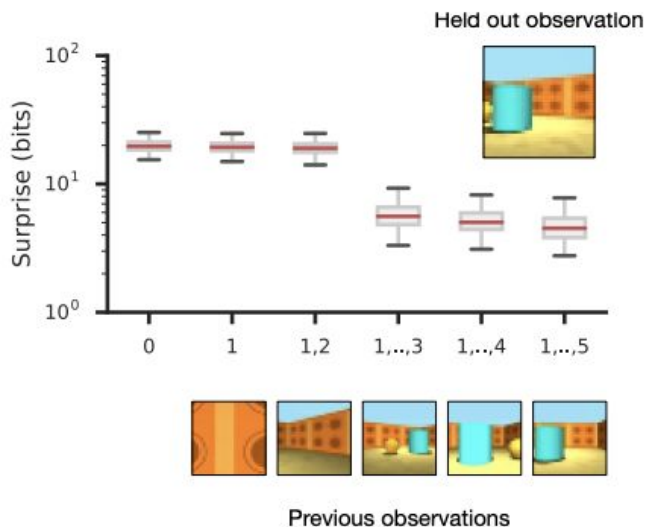 Held out observation
10²
10¹
10⁰
Surprise (bits)
0 1 1,2 1,..,3 1,..,4 1,..,5
Previous observations